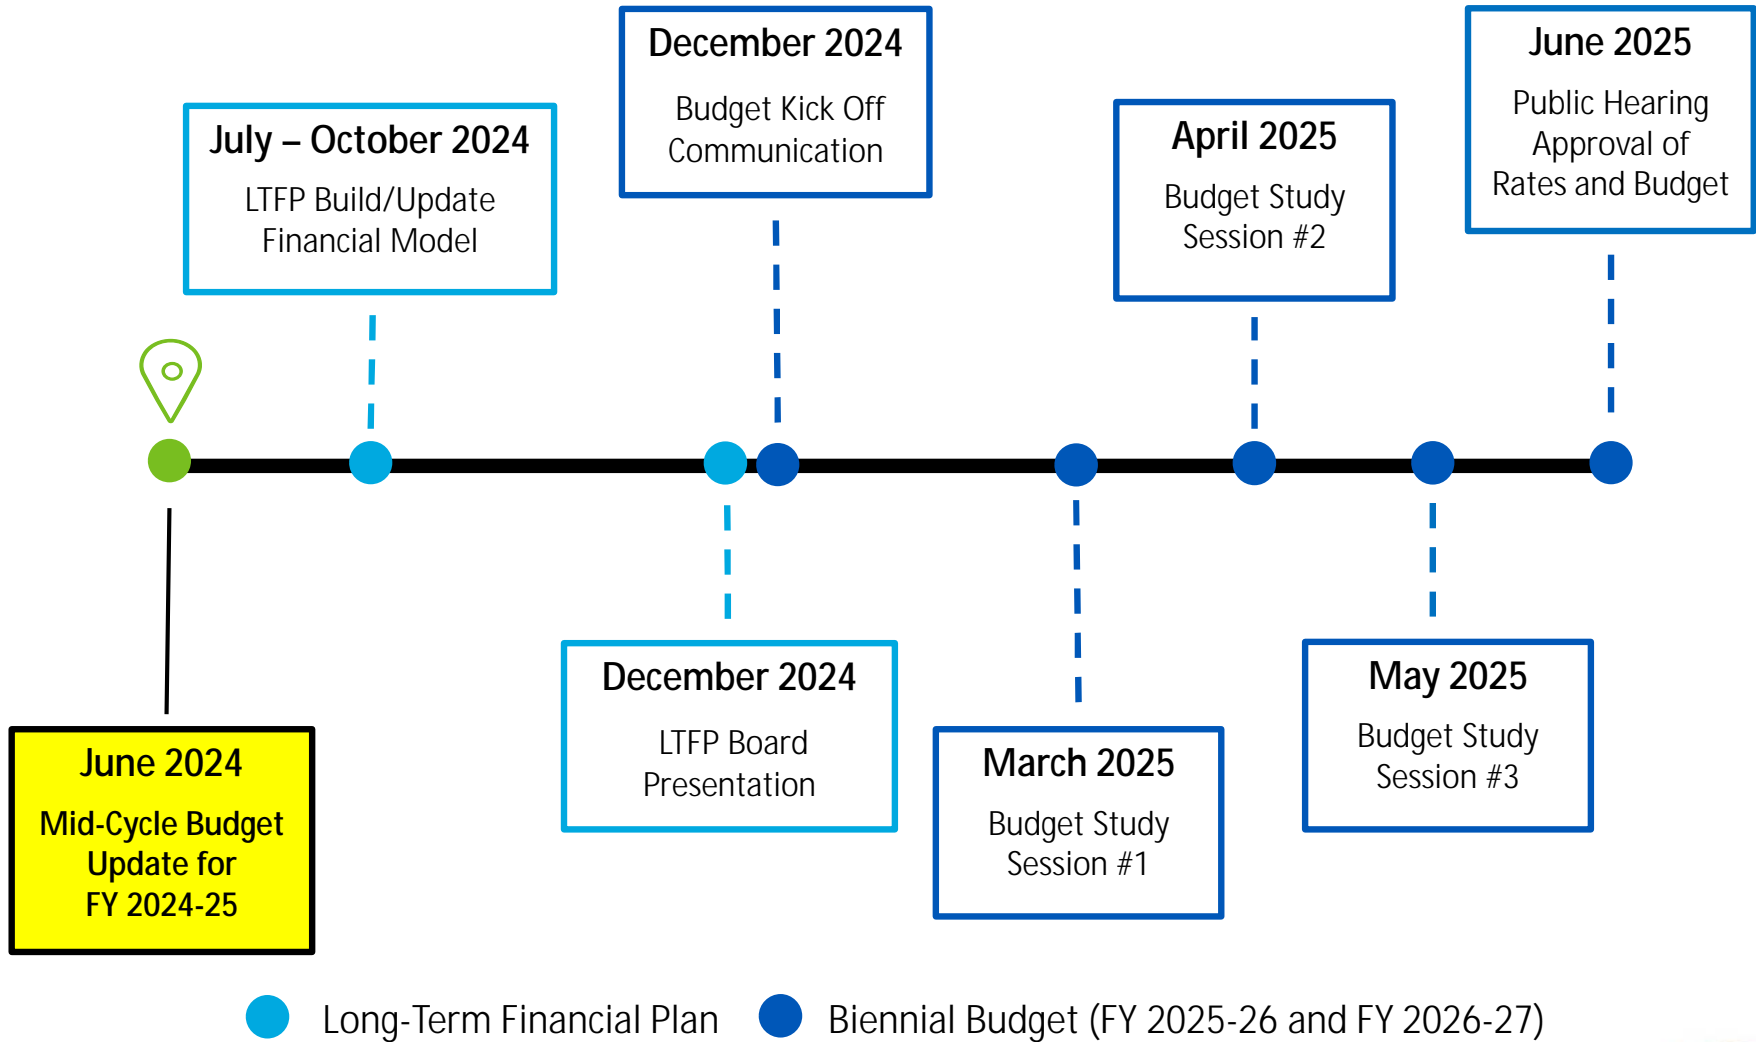 December 2024
Budget Kick Off
Communication
June 2025
Public Hearing
Approval of
Rates and Budget
July – October 2024
LTFP Build/Update
Financial Model
April 2025
Budget Study
Session #2
December 2024
LTFP Board
Presentation
May 2025
Budget Study
Session #3
June 2024
Mid-Cycle Budget
Update for
FY 2024-25
March 2025
Budget Study
Session #1
Long-Term Financial Plan
Biennial Budget (FY 2025-26 and FY 2026-27)